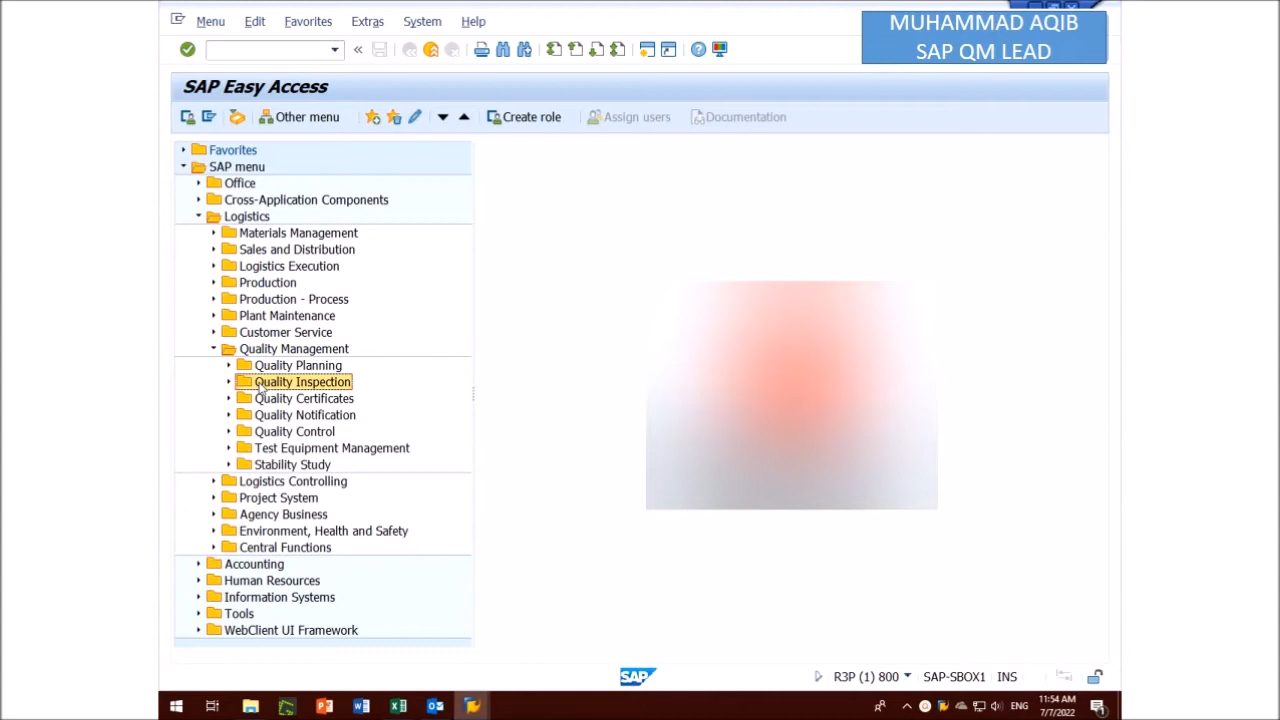 Menu Edit Favorites Extras System Help
MUHAMMAD AQIB
SAP QM LEAD
SAP Easy Access
Other menu Create role Assign users Documentation
Favorites
SAP menu
Office
Cross-Application Components
Logistics
Materials Management
Sales and Distribution
Logistics Execution
Production
Production - Process
Plant Maintenance
Customer Service
Quality Management
Quality Planning
Quality Inspection
Quality Certificates
Quality Notification
Quality Control
Test Equipment Management
Stability Study
Logistics Controlling
Project System
Agency Business
Environment, Health and Safety
Central Functions
Accounting
Human Resources
Information Systems
Tools
WebClient UI Framework
SAP R3P (1) 800 SAP-SBOX1 INS
ENG 11:54 AM
7/7/2022